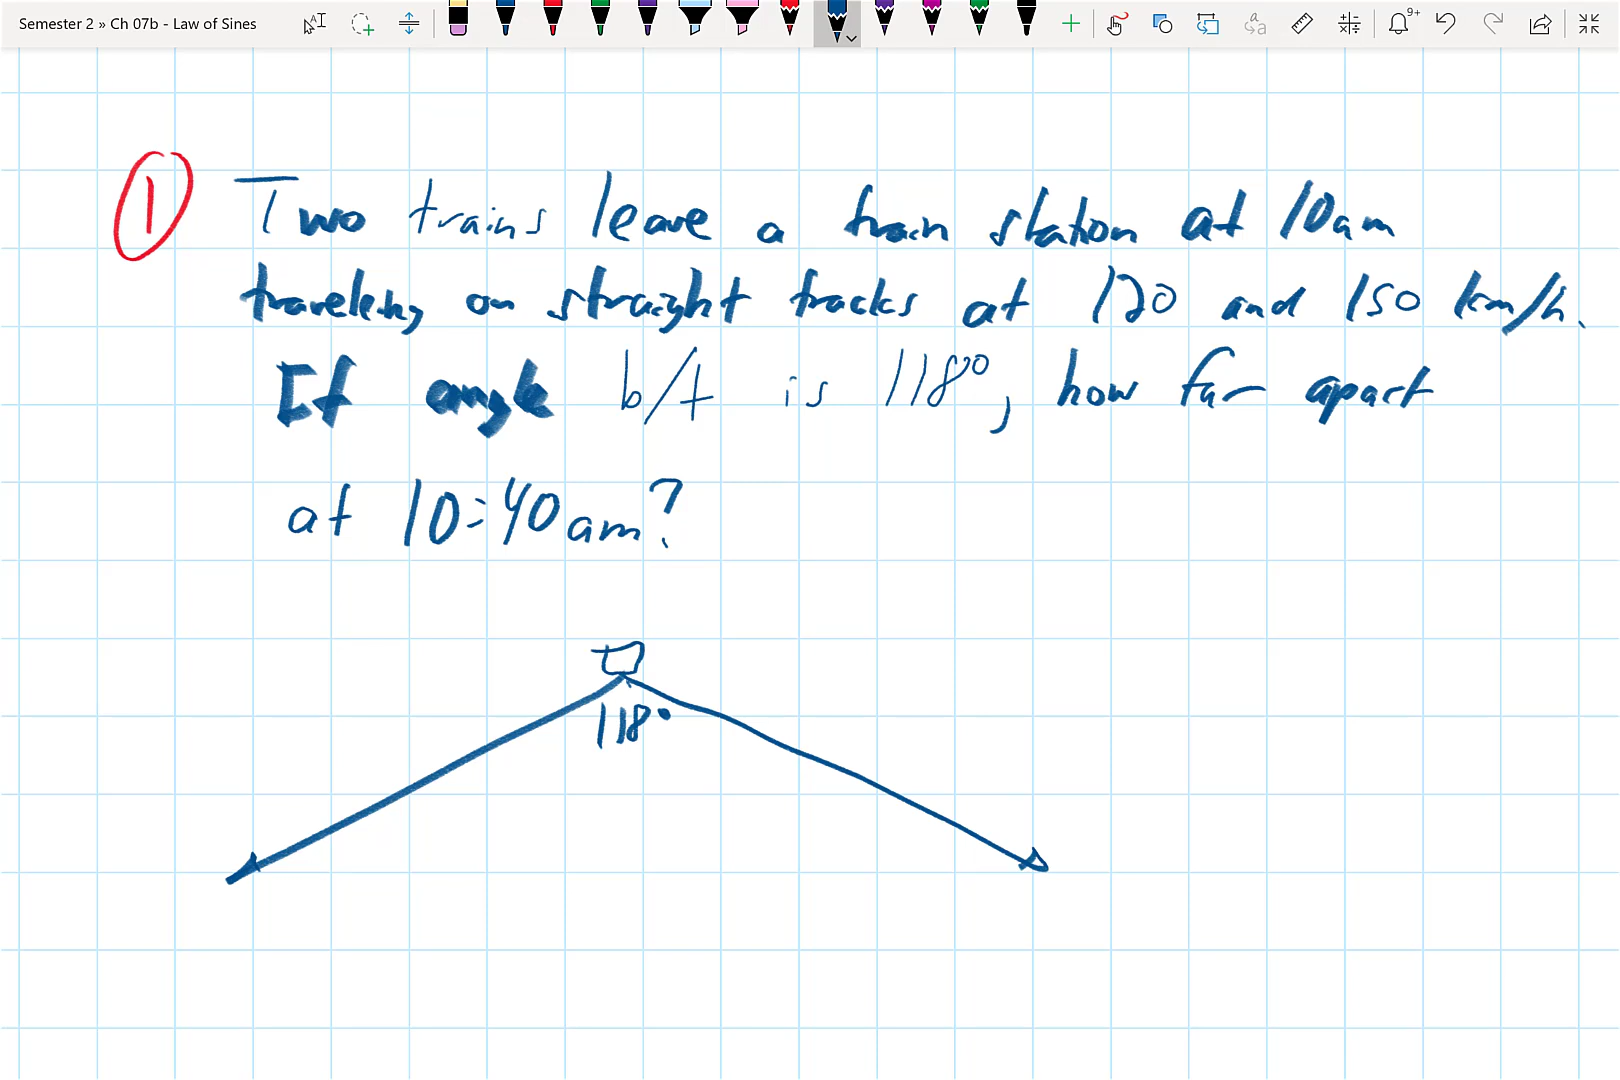 Semester 2 » Ch 07b - Law of Sines
9+
1 Two trains leave a train station at 10am
traveling on straight tracks at 120 and 150 km/h.
If angle b/t is 118°, how far apart
at 10:40am?
118°